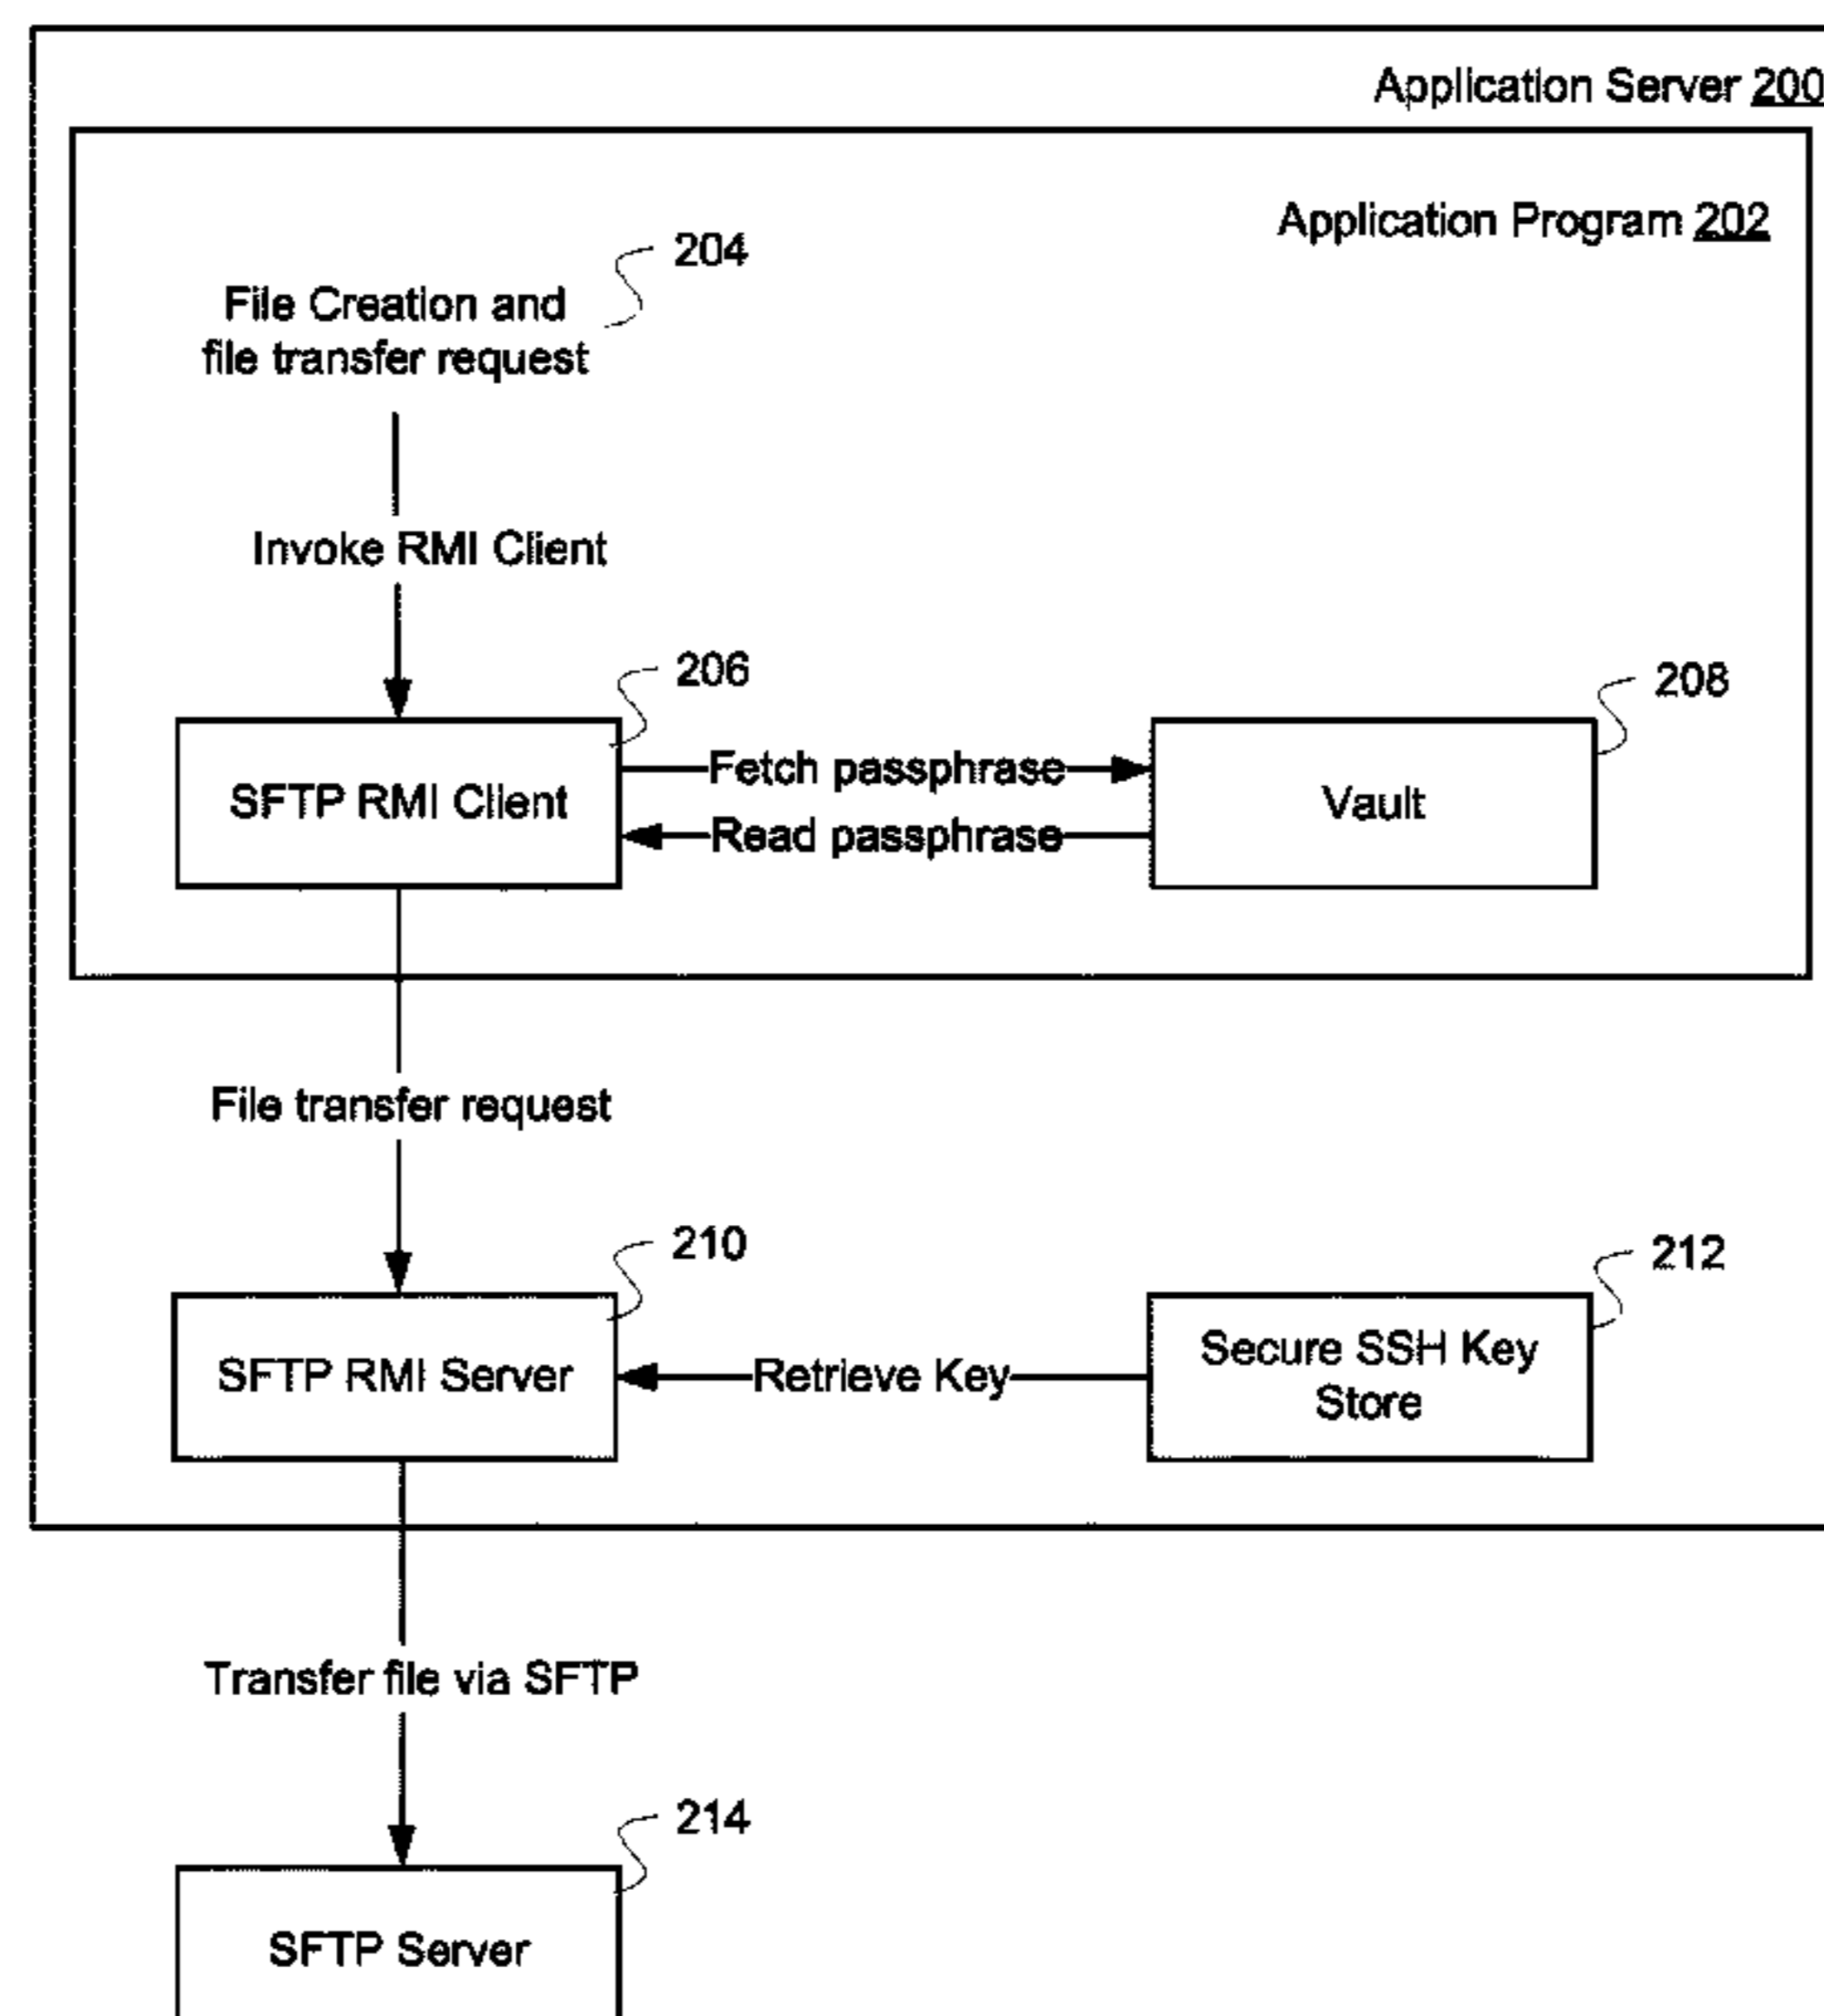 Application Server 200
Application Program 202
204
File Creation and
file transfer request
Invoke RMI Client
206
208
SFTP RMI Client
Fetch passphrase
Read passphrase
Vault
File transfer request
210
212
SFTP RMI Server
Retrieve Key
Secure SSH Key
Store
Transfer file via SFTP
214
SFTP Server